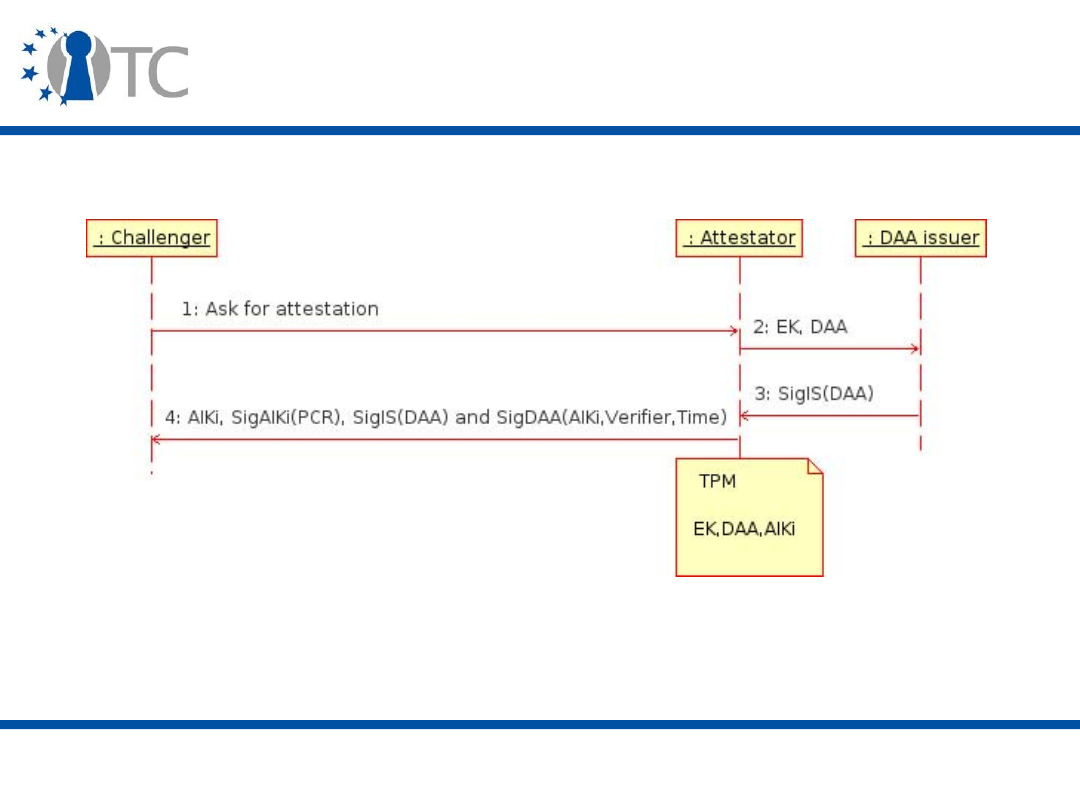 TC
: Challenger
: Attestator
: DAA issuer
1: Ask for attestation
2: EK, DAA
3: SigIS(DAA)
4: AIKi, SigAIKi(PCR), SigIS(DAA) and SigDAA(AIKi,Verifier,Time)
TPM
EK,DAA,AIKi